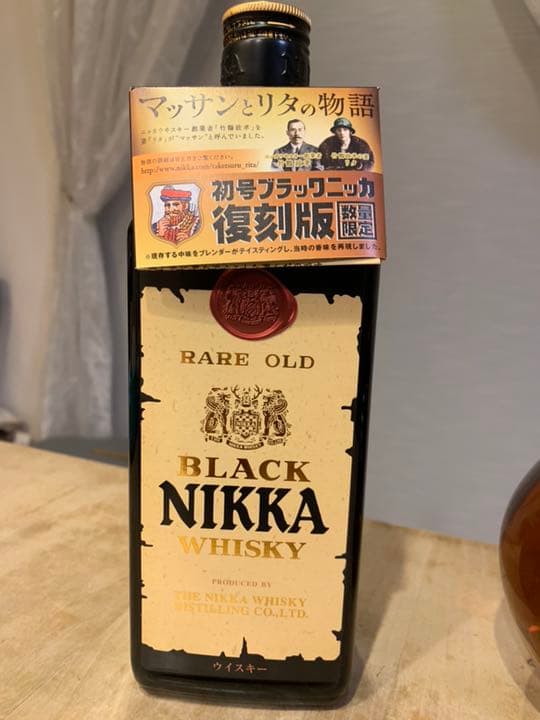 マッサンとリタの物語
ニッカウヰスキー創業者「竹鶴政孝」を
妻「リタ」が"マッサン"と呼んでいました。
http://www.nikka.com/taketsuru_rita/
竹鶴政孝
リタ
初号ブラックニッカ
復刻版
数量
限定
※現存する中味をブレンダーがテイスティングし、当時の香味を再現しました。
RARE OLD
BLACK
NIKKA
WHISKY
PRODUCED BY
THE NIKKA WHISKY
DISTILLING CO.,LTD.
ウイスキー